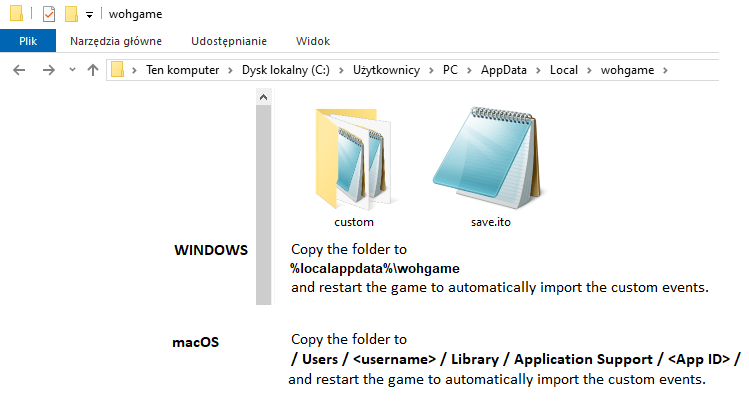 wohgame
Plik Narzędzia główne Udostępnianie Widok
Ten komputer > Dysk lokalny (C:) > Użytkownicy > PC > AppData > Local > wohgame >
custom save.ito
WINDOWS Copy the folder to
%localappdata%\wohgame
and restart the game to automatically import the custom events.
macOS Copy the folder to
/ Users / <username> / Library / Application Support / <App ID> /
and restart the game to automatically import the custom events.